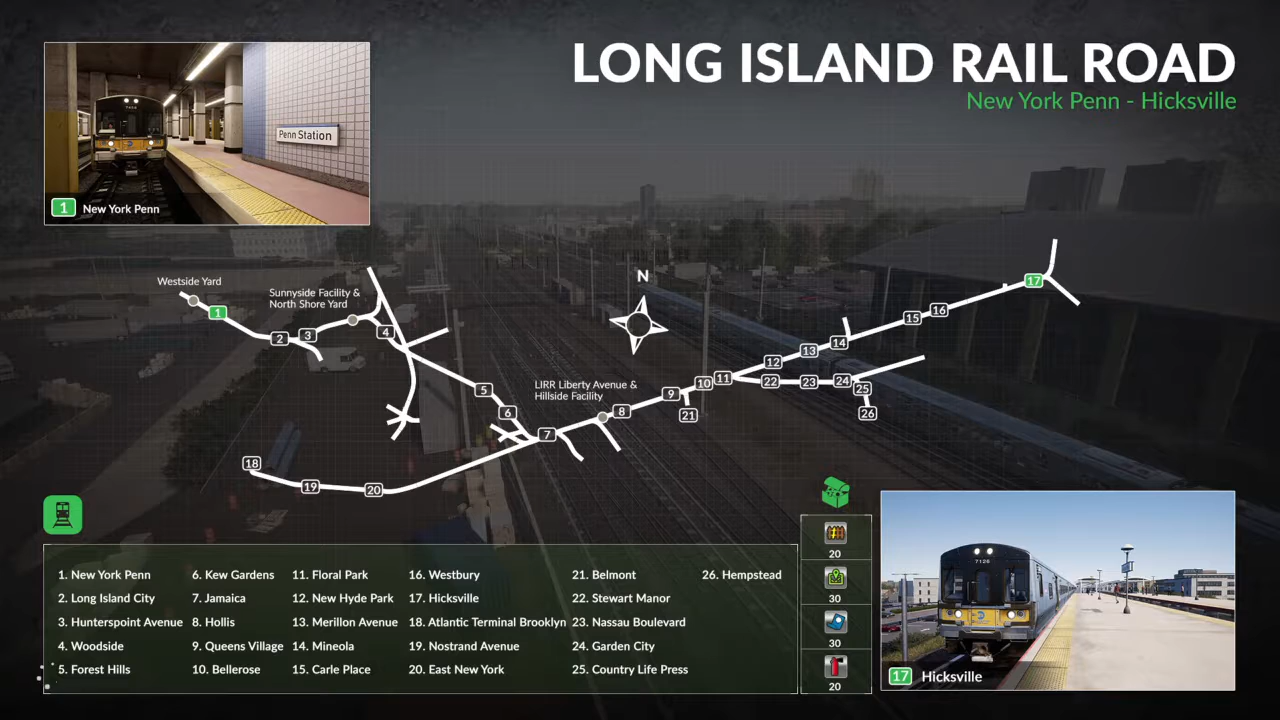 LONG ISLAND RAIL ROAD
New York Penn - Hicksville
Penn Station
1 New York Penn
N
Westside Yard
Sunnyside Facility &
North Shore Yard
LIRR Liberty Avenue &
Hillside Facility
1
2
3
4
5
6
7
8
9
10
11
12
13
14
15
16
17
18
19
20
21
22
23
24
25
26
1. New York Penn
2. Long Island City
3. Hunterspoint Avenue
4. Woodside
5. Forest Hills
6. Kew Gardens
7. Jamaica
8. Hollis
9. Queens Village
10. Bellerose
11. Floral Park
12. New Hyde Park
13. Merillon Avenue
14. Mineola
15. Carle Place
16. Westbury
17. Hicksville
18. Atlantic Terminal Brooklyn
19. Nostrand Avenue
20. East New York
21. Belmont
22. Stewart Manor
23. Nassau Boulevard
24. Garden City
25. Country Life Press
26. Hempstead
20
30
30
20
7126
17 Hicksville